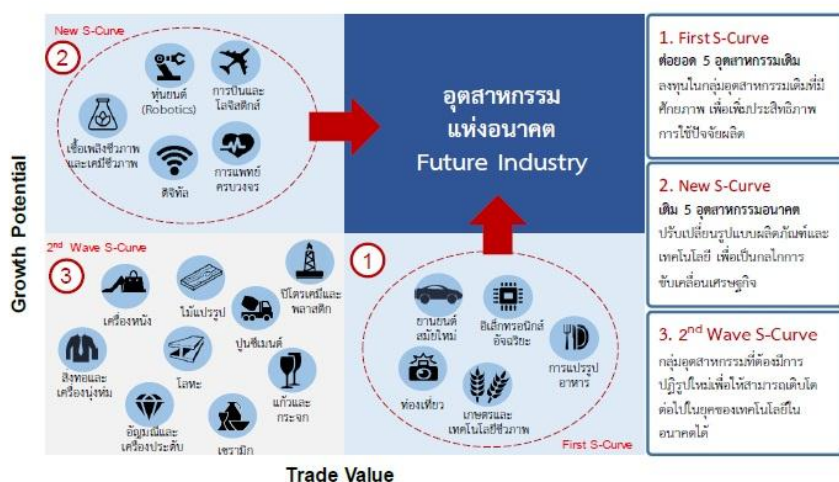 New S-Curve
2
หุ่นยนต์
(Robotics)
การบินและ
โลจิสติกส์
เชื้อเพลิงชีวภาพ
และเคมีชีวภาพ
ดิจิทัล
การแพทย์
ครบวงจร
อุตสาหกรรม
แห่งอนาคต
Future Industry
2nd Wave S-Curve
3
เครื่องหนัง
ไม้แปรรูป
ปิโตรเคมีและ
พลาสติก
ปูนซีเมนต์
สิ่งทอและ
เครื่องนุ่งห่ม
โลหะ
แก้วและ
กระจก
อัญมณีและ
เครื่องประดับ
เซรามิก
1
ยานยนต์
สมัยใหม่
อิเล็กทรอนิกส์
อัจฉริยะ
การแปรรูป
อาหาร
ท่องเที่ยว
เกษตรและ
เทคโนโลยีชีวภาพ
First S-Curve
Growth Potential
Trade Value
1. First S-Curve
ต่อยอด 5 อุตสาหกรรมเดิม
ลงทุนในกลุ่มอุตสาหกรรมเดิมที่มี
ศักยภาพ เพื่อเพิ่มประสิทธิภาพ
การใช้ปัจจัยผลิต
2. New S-Curve
เติม 5 อุตสาหกรรมอนาคต
ปรับเปลี่ยนรูปแบบผลิตภัณฑ์และ
เทคโนโลยี เพื่อเป็นกลไกการ
ขับเคลื่อนเศรษฐกิจ
3. 2nd Wave S-Curve
กลุ่มอุตสาหกรรมที่ต้องมีการ
ปฏิรูปใหม่เพื่อให้สามารถเติบโต
ต่อไปในยุคของเทคโนโลยีใน
อนาคตได้